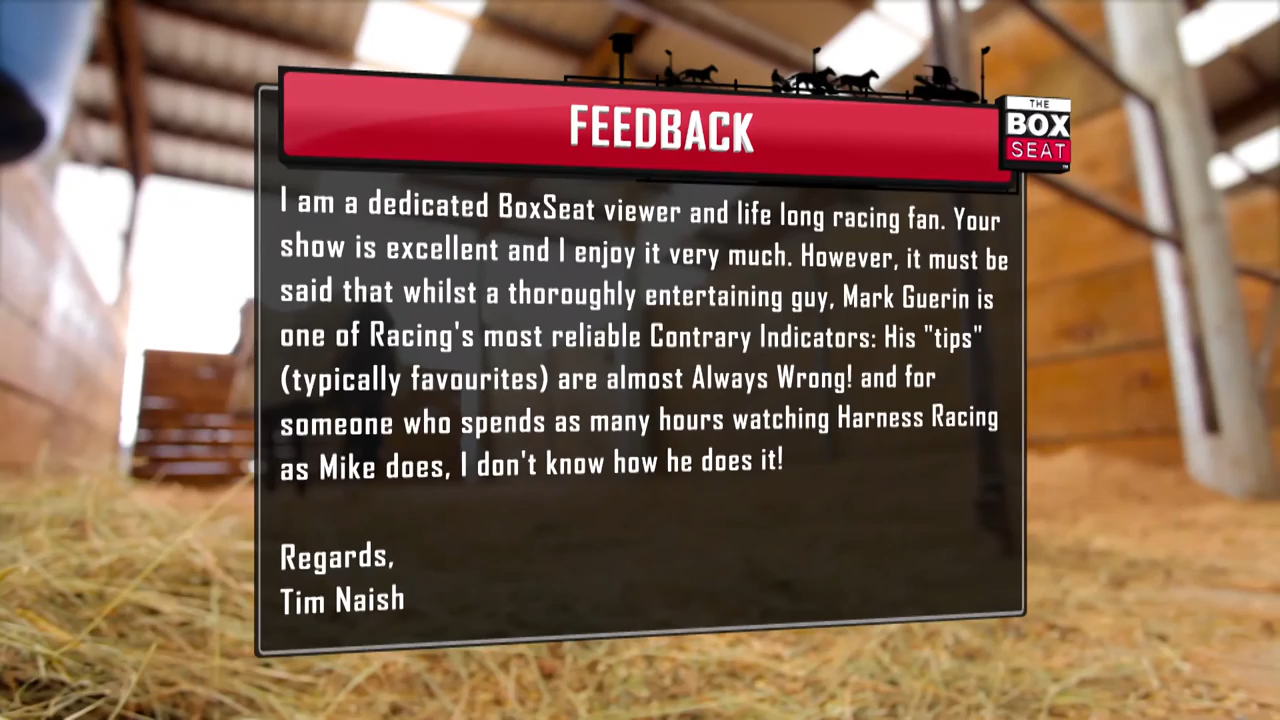 FEEDBACK
THE
BOX
SEAT
I am a dedicated BoxSeat viewer and life long racing fan. Your
show is excellent and I enjoy it very much. However, it must be
said that whilst a thoroughly entertaining guy, Mark Guerin is
one of Racing's most reliable Contrary Indicators: His "tips"
(typically favourites) are almost Always Wrong! and for
someone who spends as many hours watching Harness Racing
as Mike does, I don't know how he does it!
Regards,
Tim Naish